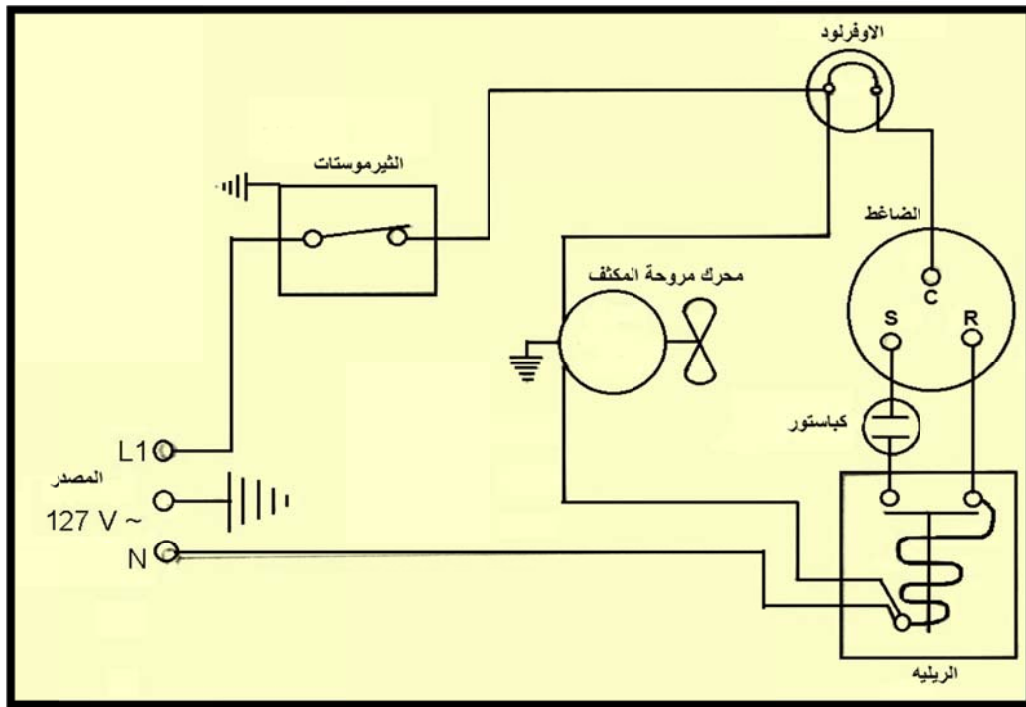 الاوفرلود
الثيرموستات
الضاغط
محرك مروحة المكثف
C
S
R
كباستور
L1
المصدر
127 V ~
N
الريليه